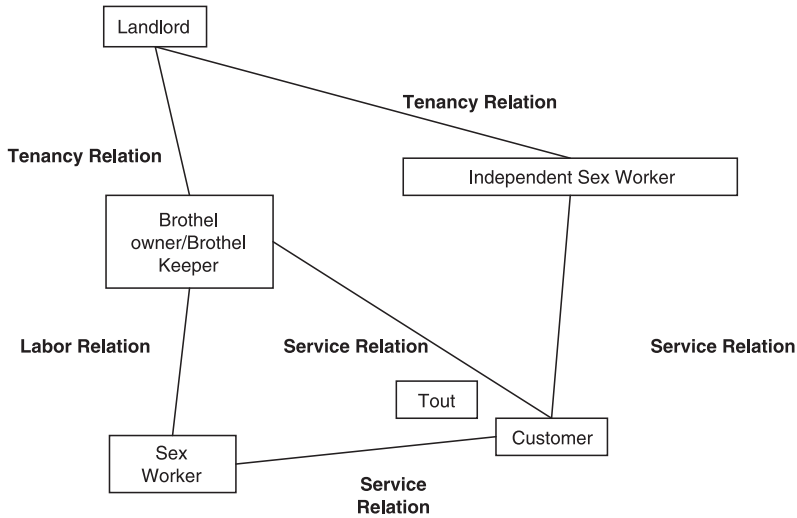 Landlord
Tenancy Relation
Tenancy Relation
Independent Sex Worker
Brothel
owner/Brothel
Keeper
Labor Relation
Service Relation
Service Relation
Tout
Customer
Sex
Worker
Service
Relation